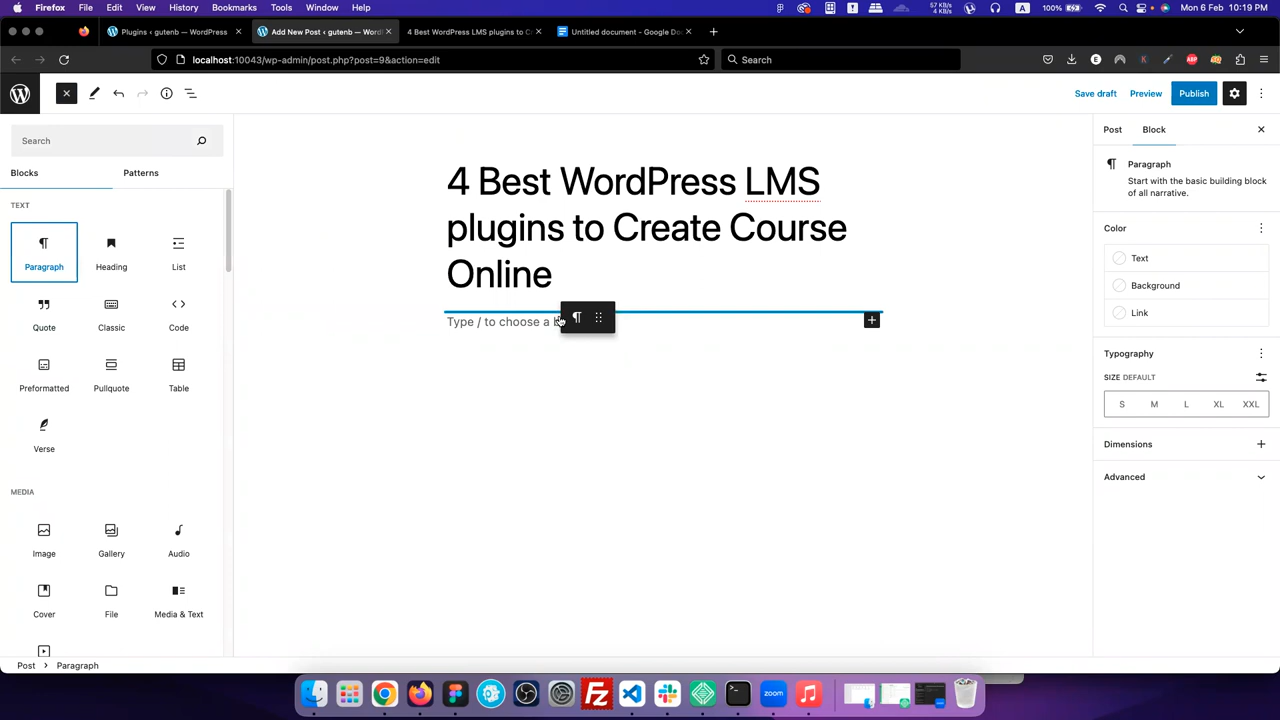 Firefox File Edit View History Bookmarks Tools Window Help
57 KB/s
4 KB/s
A 100% Mon 6 Feb 10:19 PM
Plugins ‹ gutenb — WordPress
Add New Post ‹ gutenb — Word
4 Best WordPress LMS plugins to C
Untitled document - Google Do
localhost:10043/wp-admin/post.php?post=9&action=edit
Search
Save draft
Preview
Publish
Search
Blocks
Patterns
TEXT
Paragraph
Heading
List
Quote
Classic
Code
Preformatted
Pullquote
Table
Verse
MEDIA
Image
Gallery
Audio
Cover
File
Media & Text
4 Best WordPress LMS
plugins to Create Course
Online
Type / to choose a
Post
Block
Paragraph
Start with the basic building block
of all narrative.
Color
Text
Background
Link
Typography
SIZE DEFAULT
S M L XL XXL
Dimensions
Advanced
Post
Paragraph
zoom